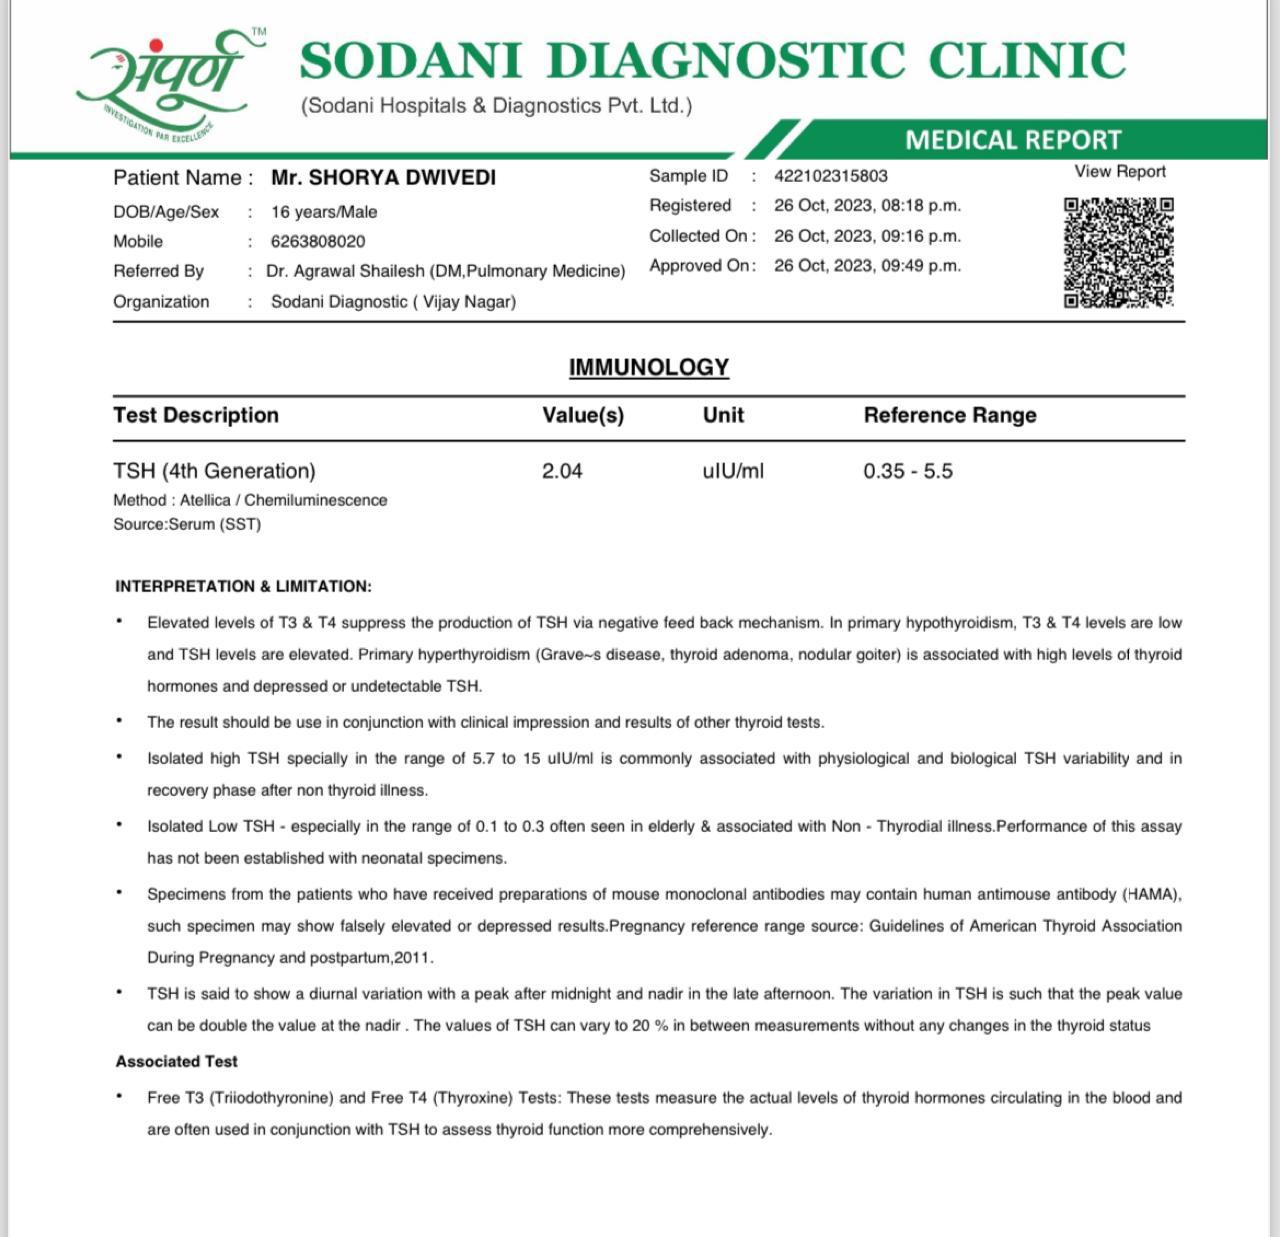 संपूर्ण TM
INVESTIGATION PAR EXCELLENCE
SODANI DIAGNOSTIC CLINIC
(Sodani Hospitals & Diagnostics Pvt. Ltd.)
MEDICAL REPORT
Patient Name : Mr. SHORYA DWIVEDI
DOB/Age/Sex : 16 years/Male
Mobile : 6263808020
Referred By : Dr. Agrawal Shailesh (DM,Pulmonary Medicine)
Organization : Sodani Diagnostic ( Vijay Nagar)
Sample ID : 422102315803
Registered : 26 Oct, 2023, 08:18 p.m.
Collected On : 26 Oct, 2023, 09:16 p.m.
Approved On : 26 Oct, 2023, 09:49 p.m.
View Report
IMMUNOLOGY
Test Description Value(s) Unit Reference Range
TSH (4th Generation) 2.04 uIU/ml 0.35 - 5.5
Method : Atellica / Chemiluminescence
Source:Serum (SST)
INTERPRETATION & LIMITATION:
• Elevated levels of T3 & T4 suppress the production of TSH via negative feed back mechanism. In primary hypothyroidism, T3 & T4 levels are low
and TSH levels are elevated. Primary hyperthyroidism (Grave~s disease, thyroid adenoma, nodular goiter) is associated with high levels of thyroid
hormones and depressed or undetectable TSH.
• The result should be use in conjunction with clinical impression and results of other thyroid tests.
• Isolated high TSH specially in the range of 5.7 to 15 uIU/ml is commonly associated with physiological and biological TSH variability and in
recovery phase after non thyroid illness.
• Isolated Low TSH - especially in the range of 0.1 to 0.3 often seen in elderly & associated with Non - Thyrodial illness.Performance of this assay
has not been established with neonatal specimens.
• Specimens from the patients who have received preparations of mouse monoclonal antibodies may contain human antimouse antibody (HAMA),
such specimen may show falsely elevated or depressed results.Pregnancy reference range source: Guidelines of American Thyroid Association
During Pregnancy and postpartum,2011.
• TSH is said to show a diurnal variation with a peak after midnight and nadir in the late afternoon. The variation in TSH is such that the peak value
can be double the value at the nadir . The values of TSH can vary to 20 % in between measurements without any changes in the thyroid status
Associated Test
• Free T3 (Triiodothyronine) and Free T4 (Thyroxine) Tests: These tests measure the actual levels of thyroid hormones circulating in the blood and
are often used in conjunction with TSH to assess thyroid function more comprehensively.